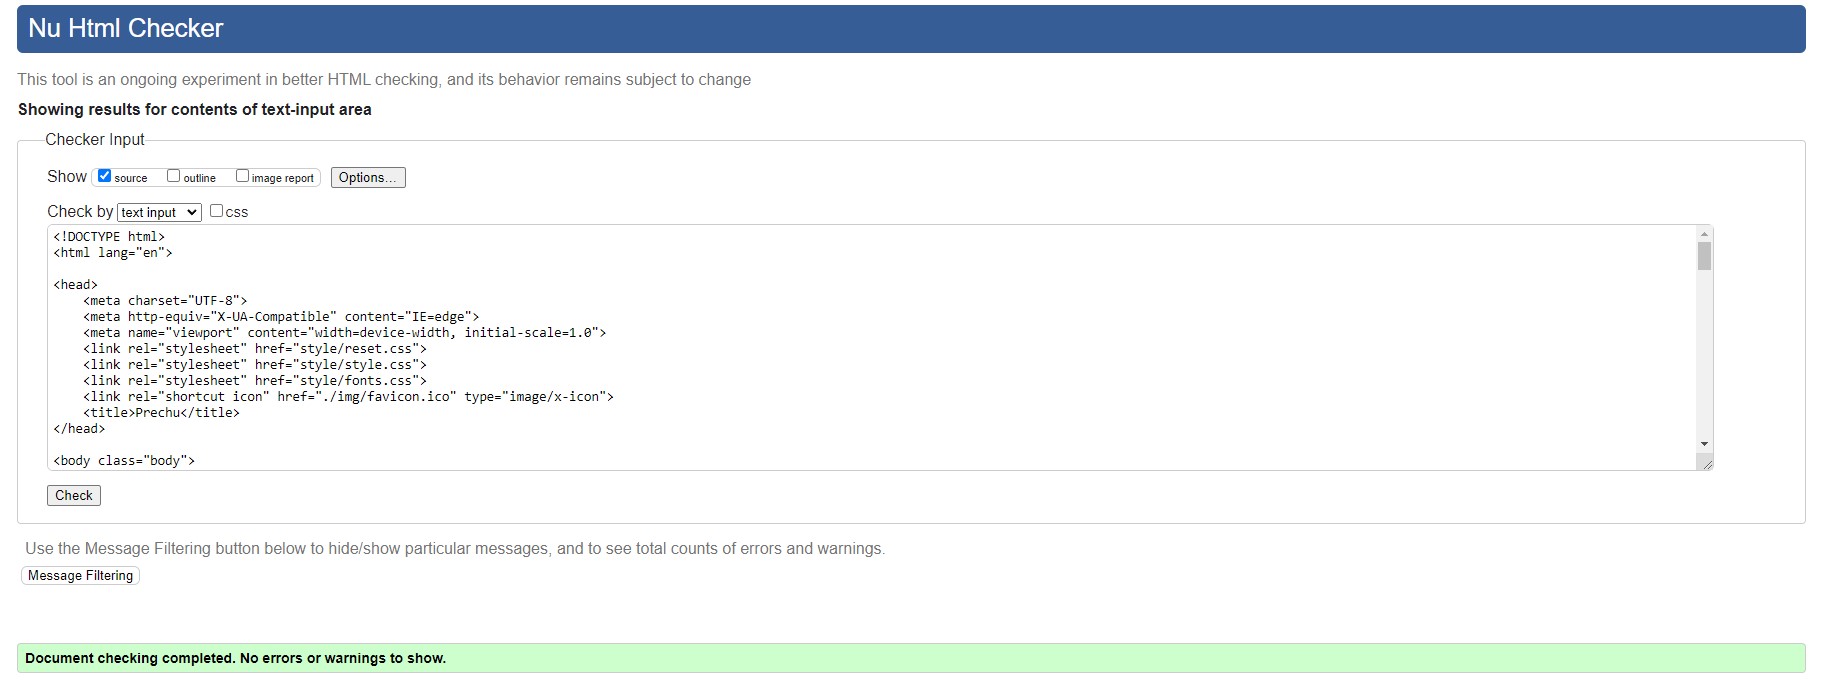 Nu Html Checker
This tool is an ongoing experiment in better HTML checking, and its behavior remains subject to change
Showing results for contents of text-input area
Checker Input
Show source outline image report Options...
Check by text input css
<!DOCTYPE html>
<html lang="en">
<head>
<meta charset="UTF-8">
<meta http-equiv="X-UA-Compatible" content="IE=edge">
<meta name="viewport" content="width=device-width, initial-scale=1.0">
<link rel="stylesheet" href="style/reset.css">
<link rel="stylesheet" href="style/style.css">
<link rel="stylesheet" href="style/fonts.css">
<link rel="shortcut icon" href="./img/favicon.ico" type="image/x-icon">
<title>Prechu</title>
</head>
<body class="body">
Check
Use the Message Filtering button below to hide/show particular messages, and to see total counts of errors and warnings.
Message Filtering
Document checking completed. No errors or warnings to show.